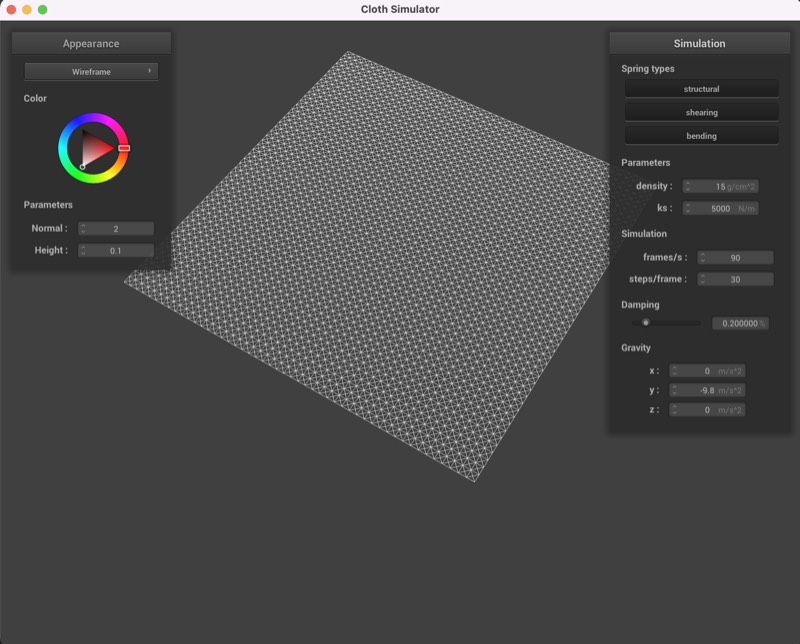 Cloth Simulator
Appearance
Wireframe
Color
Parameters
Normal : 2
Height : 0.1
Simulation
Spring types
structural
shearing
bending
Parameters
density : 15 g/cm^2
ks : 5000 N/m
Simulation
frames/s : 90
steps/frame : 30
Damping
0.200000 %
Gravity
x : 0 m/s^2
y : -9.8 m/s^2
z : 0 m/s^2